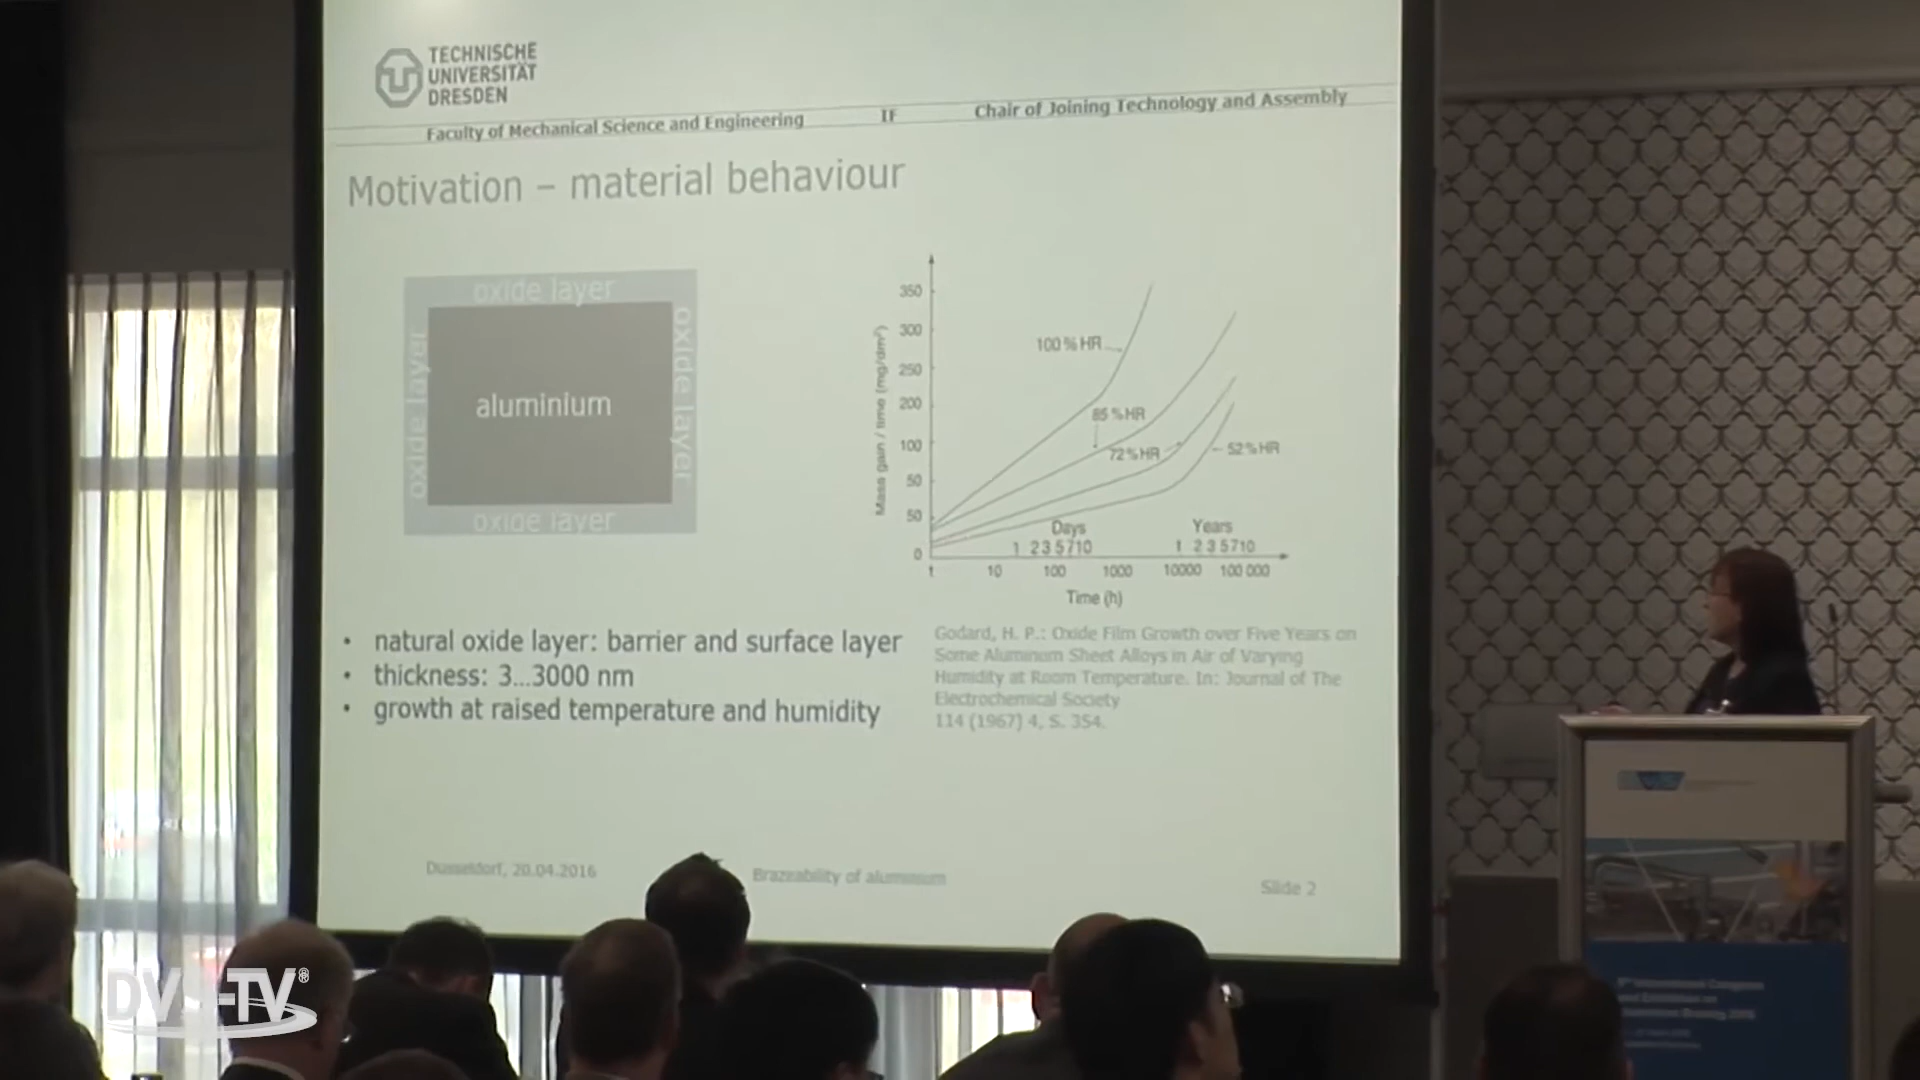 TECHNISCHE
UNIVERSITÄT
DRESDEN
Faculty of Mechanical Science and Engineering IF Chair of Joining Technology and Assembly
Motivation – material behaviour
oxide layer
oxide layer
aluminium
oxide layer
oxide layer
Mass gain / time (mg/dm²)
350
300
250
200
100
50
50
0
100 % HR
85 % HR
72 % HR
52 % HR
Days
Years
1 2 3 5 7 10
1 2 3 5 7 10
1 10 100 1000 10000 100 000
Time (h)
• natural oxide layer: barrier and surface layer
• thickness: 3...3000 nm
• growth at raised temperature and humidity
Godard, H. P.: Oxide Film Growth over Five Years on
Some Aluminum Sheet Alloys in Air of Varying
Humidity at Room Temperature. In: Journal of The
Electrochemical Society
114 (1967) 4, S. 354.
Dusseldorf, 20.04.2016
Brazeability of aluminium
Slide 2
DVS-TV®
International Congress